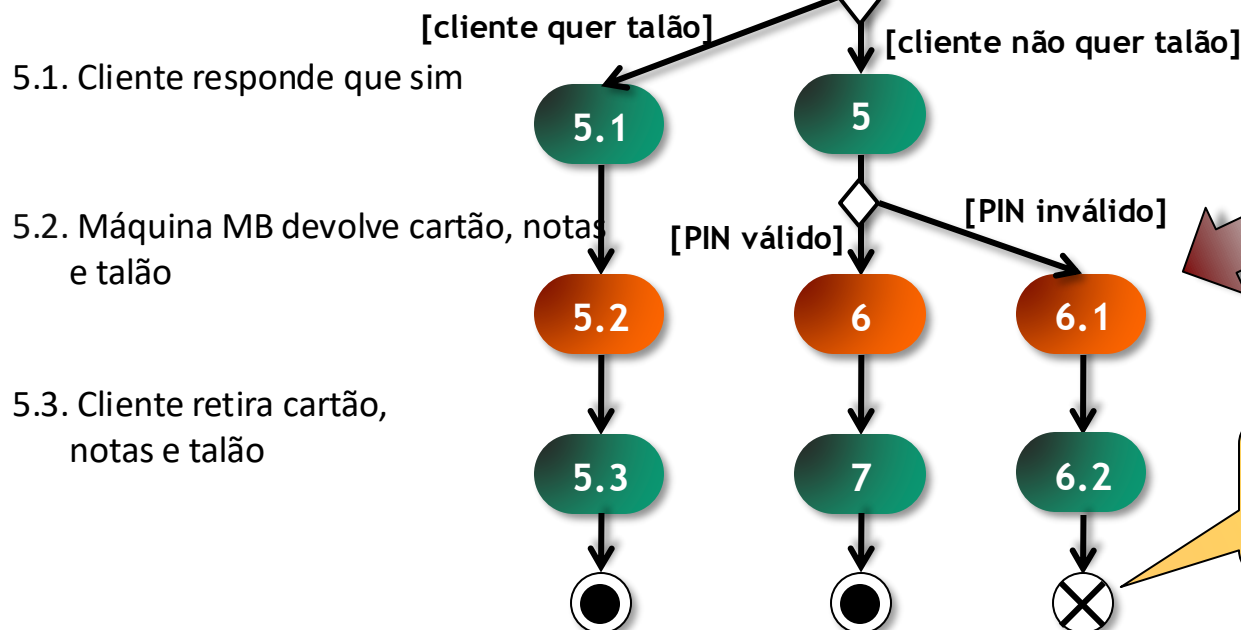 [cliente quer talão]
[cliente não quer talão]
5.1. Cliente responde que sim
5.1
5
5.2. Máquina MB devolve cartão, notas
e talão
[PIN válido]
[PIN inválido]
5.2
6
6.1
5.3. Cliente retira cartão,
notas e talão
5.3
7
6.2